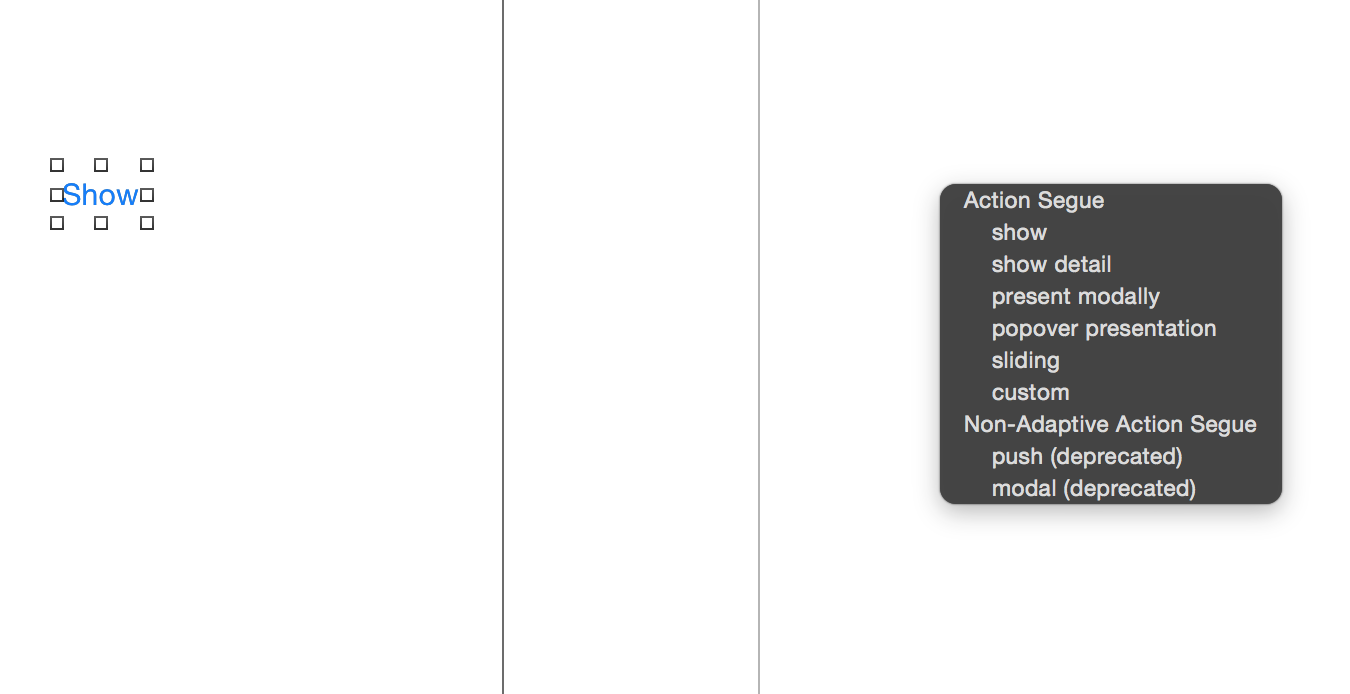 Show
Action Segue
show
show detail
present modally
popover presentation
sliding
custom
Non-Adaptive Action Segue
push (deprecated)
modal (deprecated)